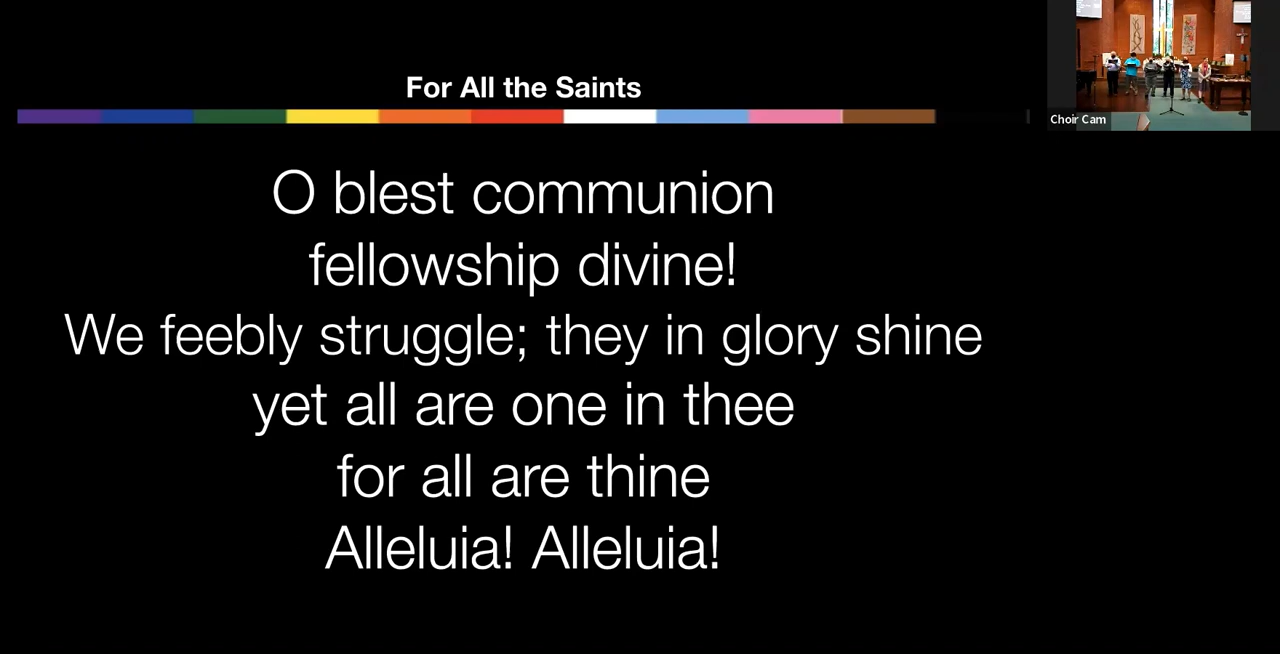 For All the Saints
Choir Cam
O blest communion
fellowship divine!
We feebly struggle; they in glory shine
yet all are one in thee
for all are thine
Alleluia! Alleluia!